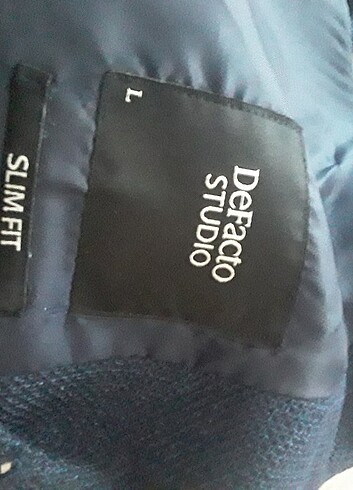 DeFacto
STUDIO
L
SLIM FIT